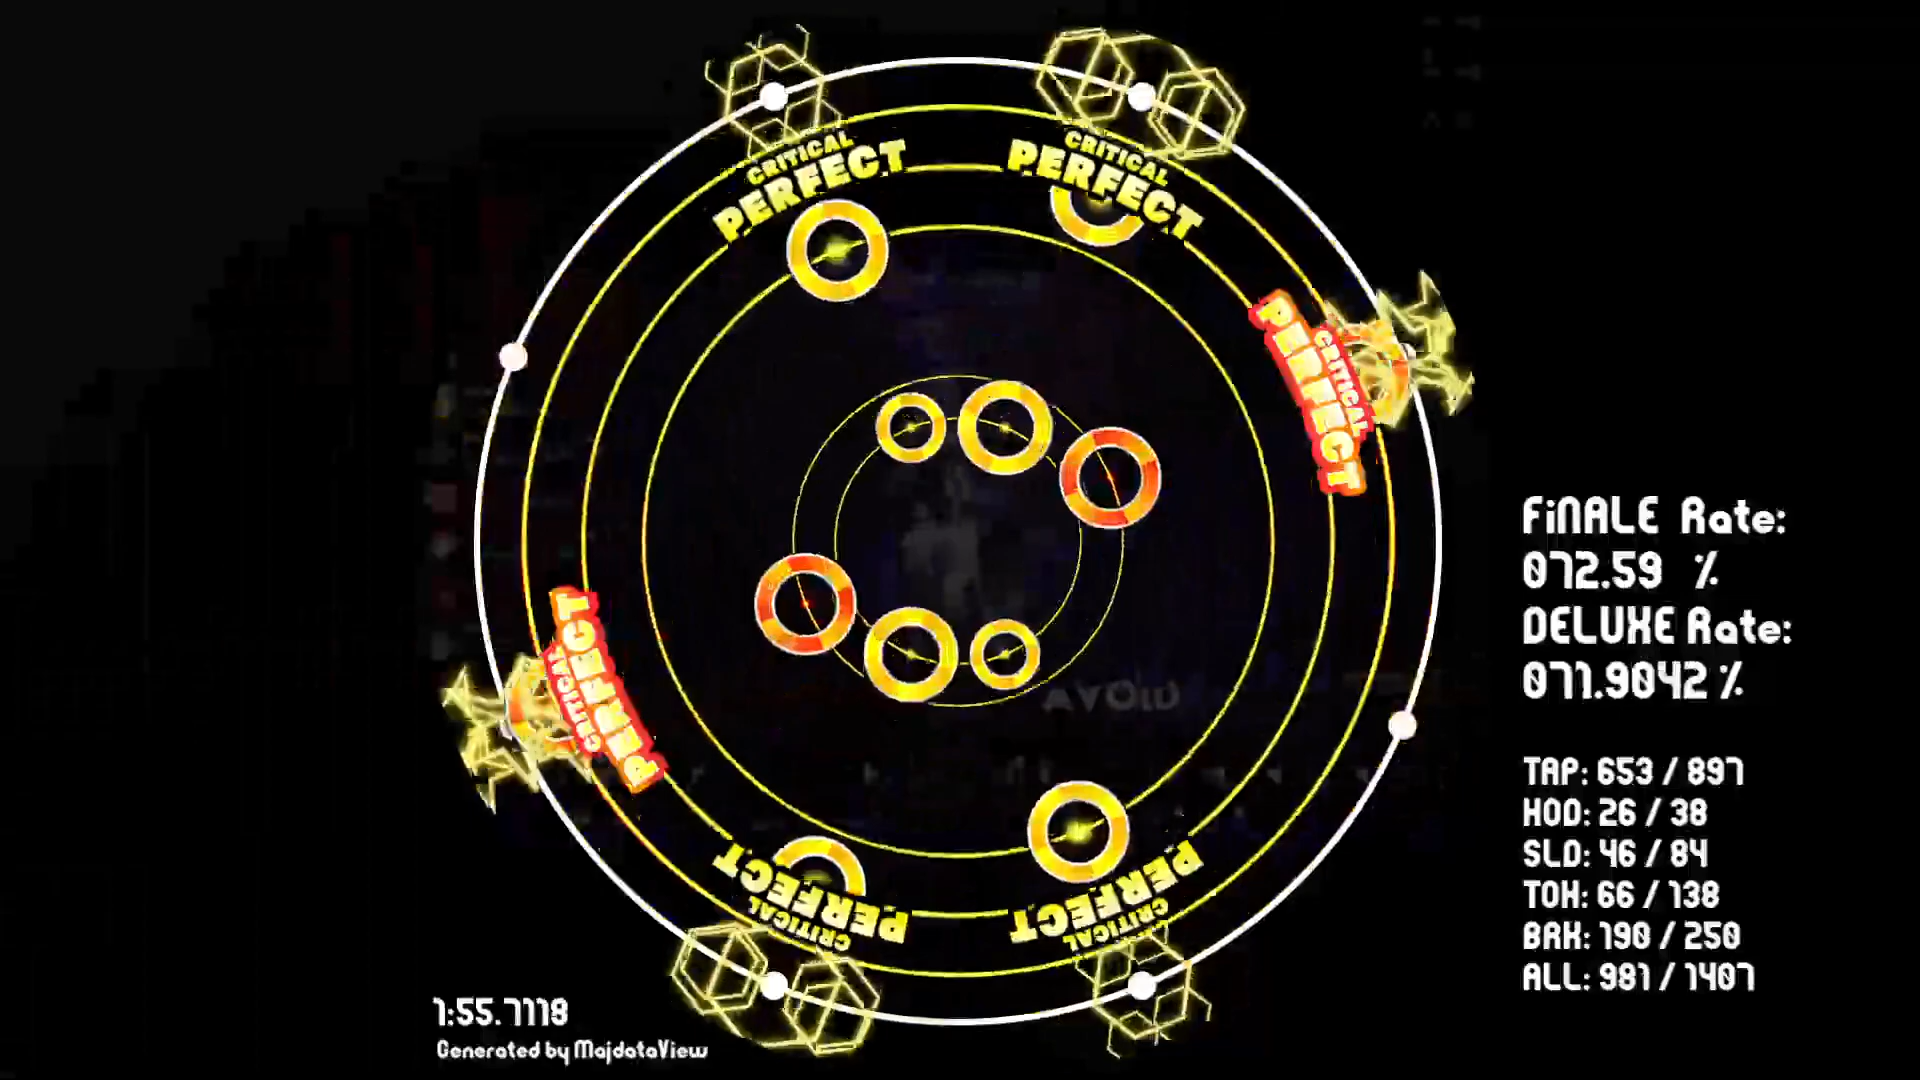 CRITICAL
PERFECT
CRITICAL
PERFECT
CRITICAL
PERFECT
CRITICAL
PERFECT
AVOID
CRITICAL
PERFECT
CRITICAL
PERFECT
FiNALE Rate:
072.59 %
DELUXE Rate:
071.9042 %
TAP: 653 / 897
HOD: 26 / 38
SLD: 46 / 84
TOH: 66 / 138
BRK: 190 / 250
ALL: 981 / 1407
1:55.7118
Generated by MajdataView